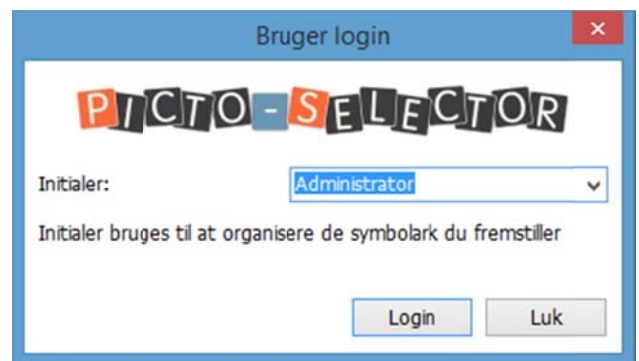 Bruger login
PICTO-SELECTOR
Initialer: Administrator
Initialer bruges til at organisere de symbolark du fremstiller
Login Luk